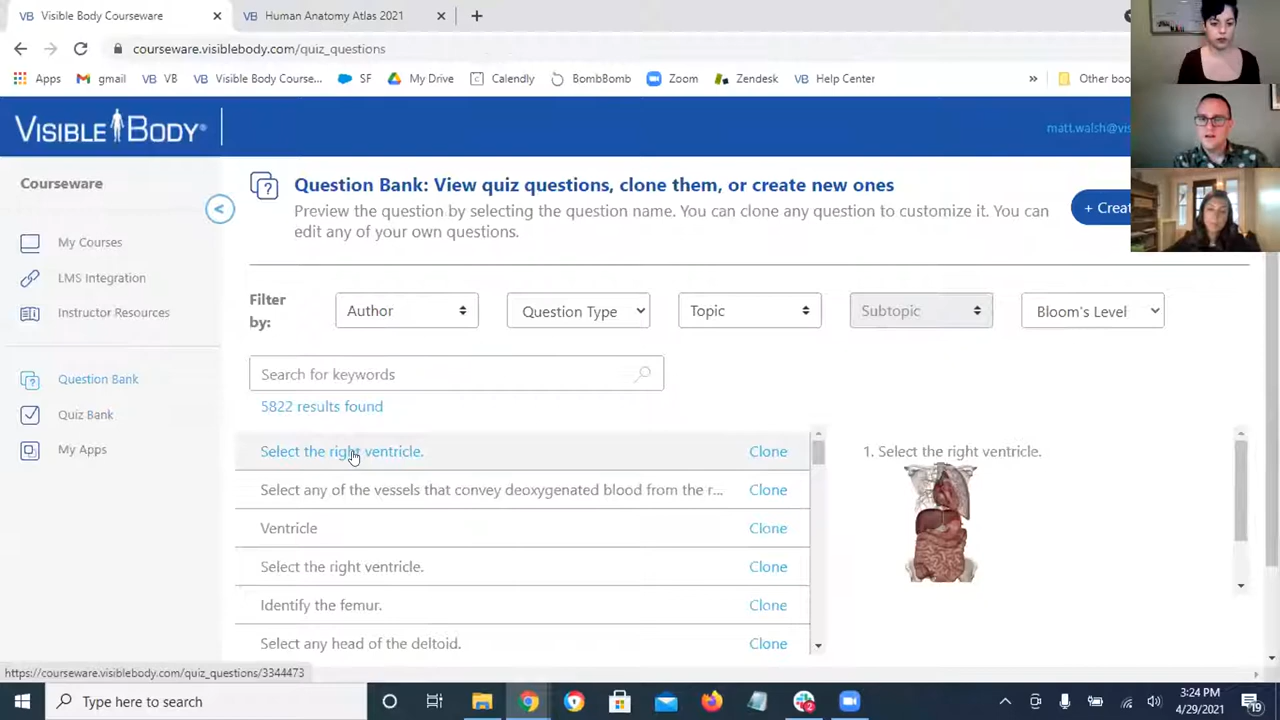 Visible Body Courseware
Human Anatomy Atlas 2021
courseware.visiblebody.com/quiz_questions
Apps
gmail
VB
Visible Body Course...
SF
My Drive
Calendly
BombBomb
Zoom
Zendesk
Help Center
»
Other boo
VISIBLE BODY®
matt.walsh@vis
Courseware
<
My Courses
LMS Integration
Instructor Resources
Question Bank
Quiz Bank
My Apps
Question Bank: View quiz questions, clone them, or create new ones
Preview the question by selecting the question name. You can clone any question to customize it. You can
edit any of your own questions.
+ Creat
Filter
by:
Author
Question Type
Topic
Subtopic
Bloom's Level
Search for keywords
5822 results found
Select the right ventricle. Clone
Select any of the vessels that convey deoxygenated blood from the r... Clone
Ventricle Clone
Select the right ventricle. Clone
Identify the femur. Clone
Select any head of the deltoid. Clone
1. Select the right ventricle.
https://courseware.visiblebody.com/quiz_questions/3344473
Type here to search
3:24 PM
4/29/2021
19